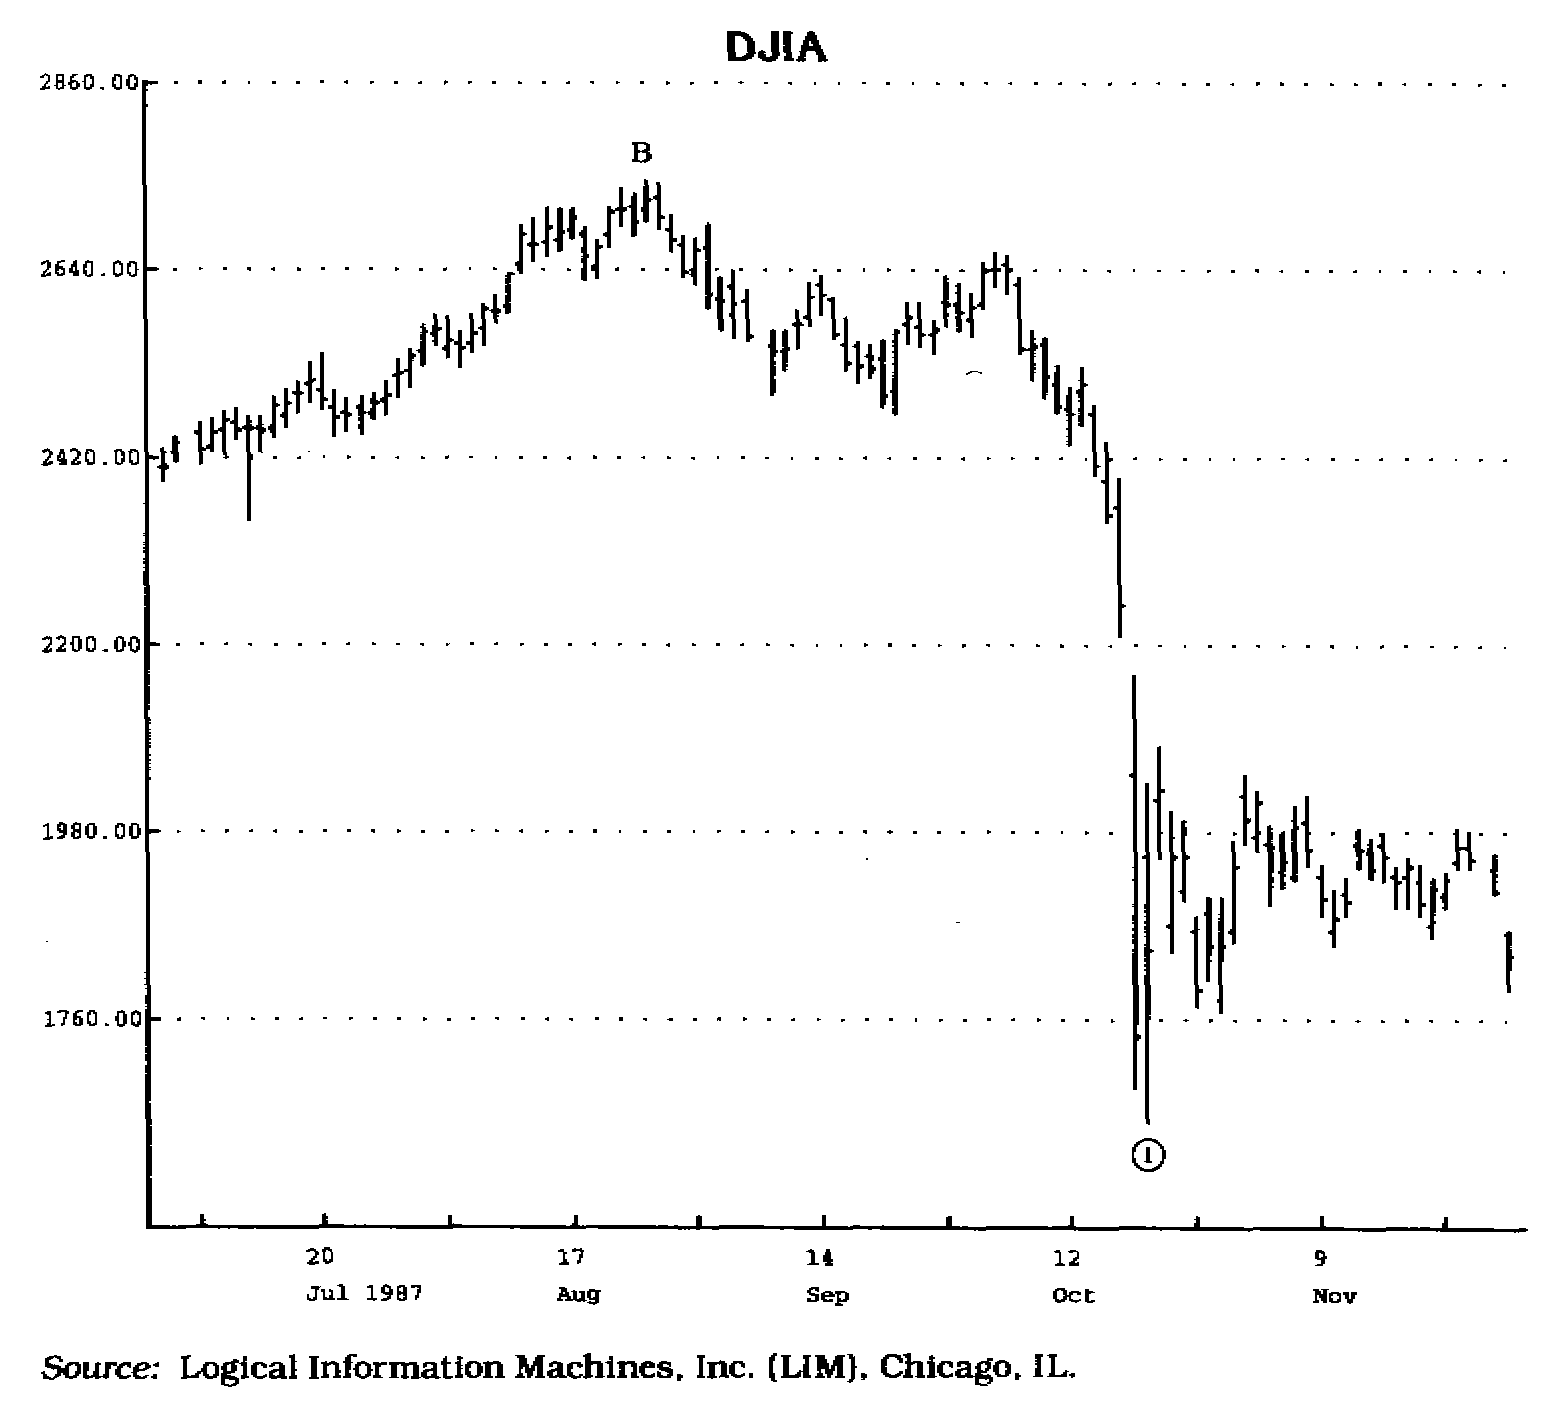 DJIA
2860.00
B
2640.00
2420.00
2200.00
1980.00
1760.00
1
20 17 14 12 9
Jul 1987 Aug Sep Oct Nov
Source: Logical Information Machines, Inc. (LIM), Chicago, IL.